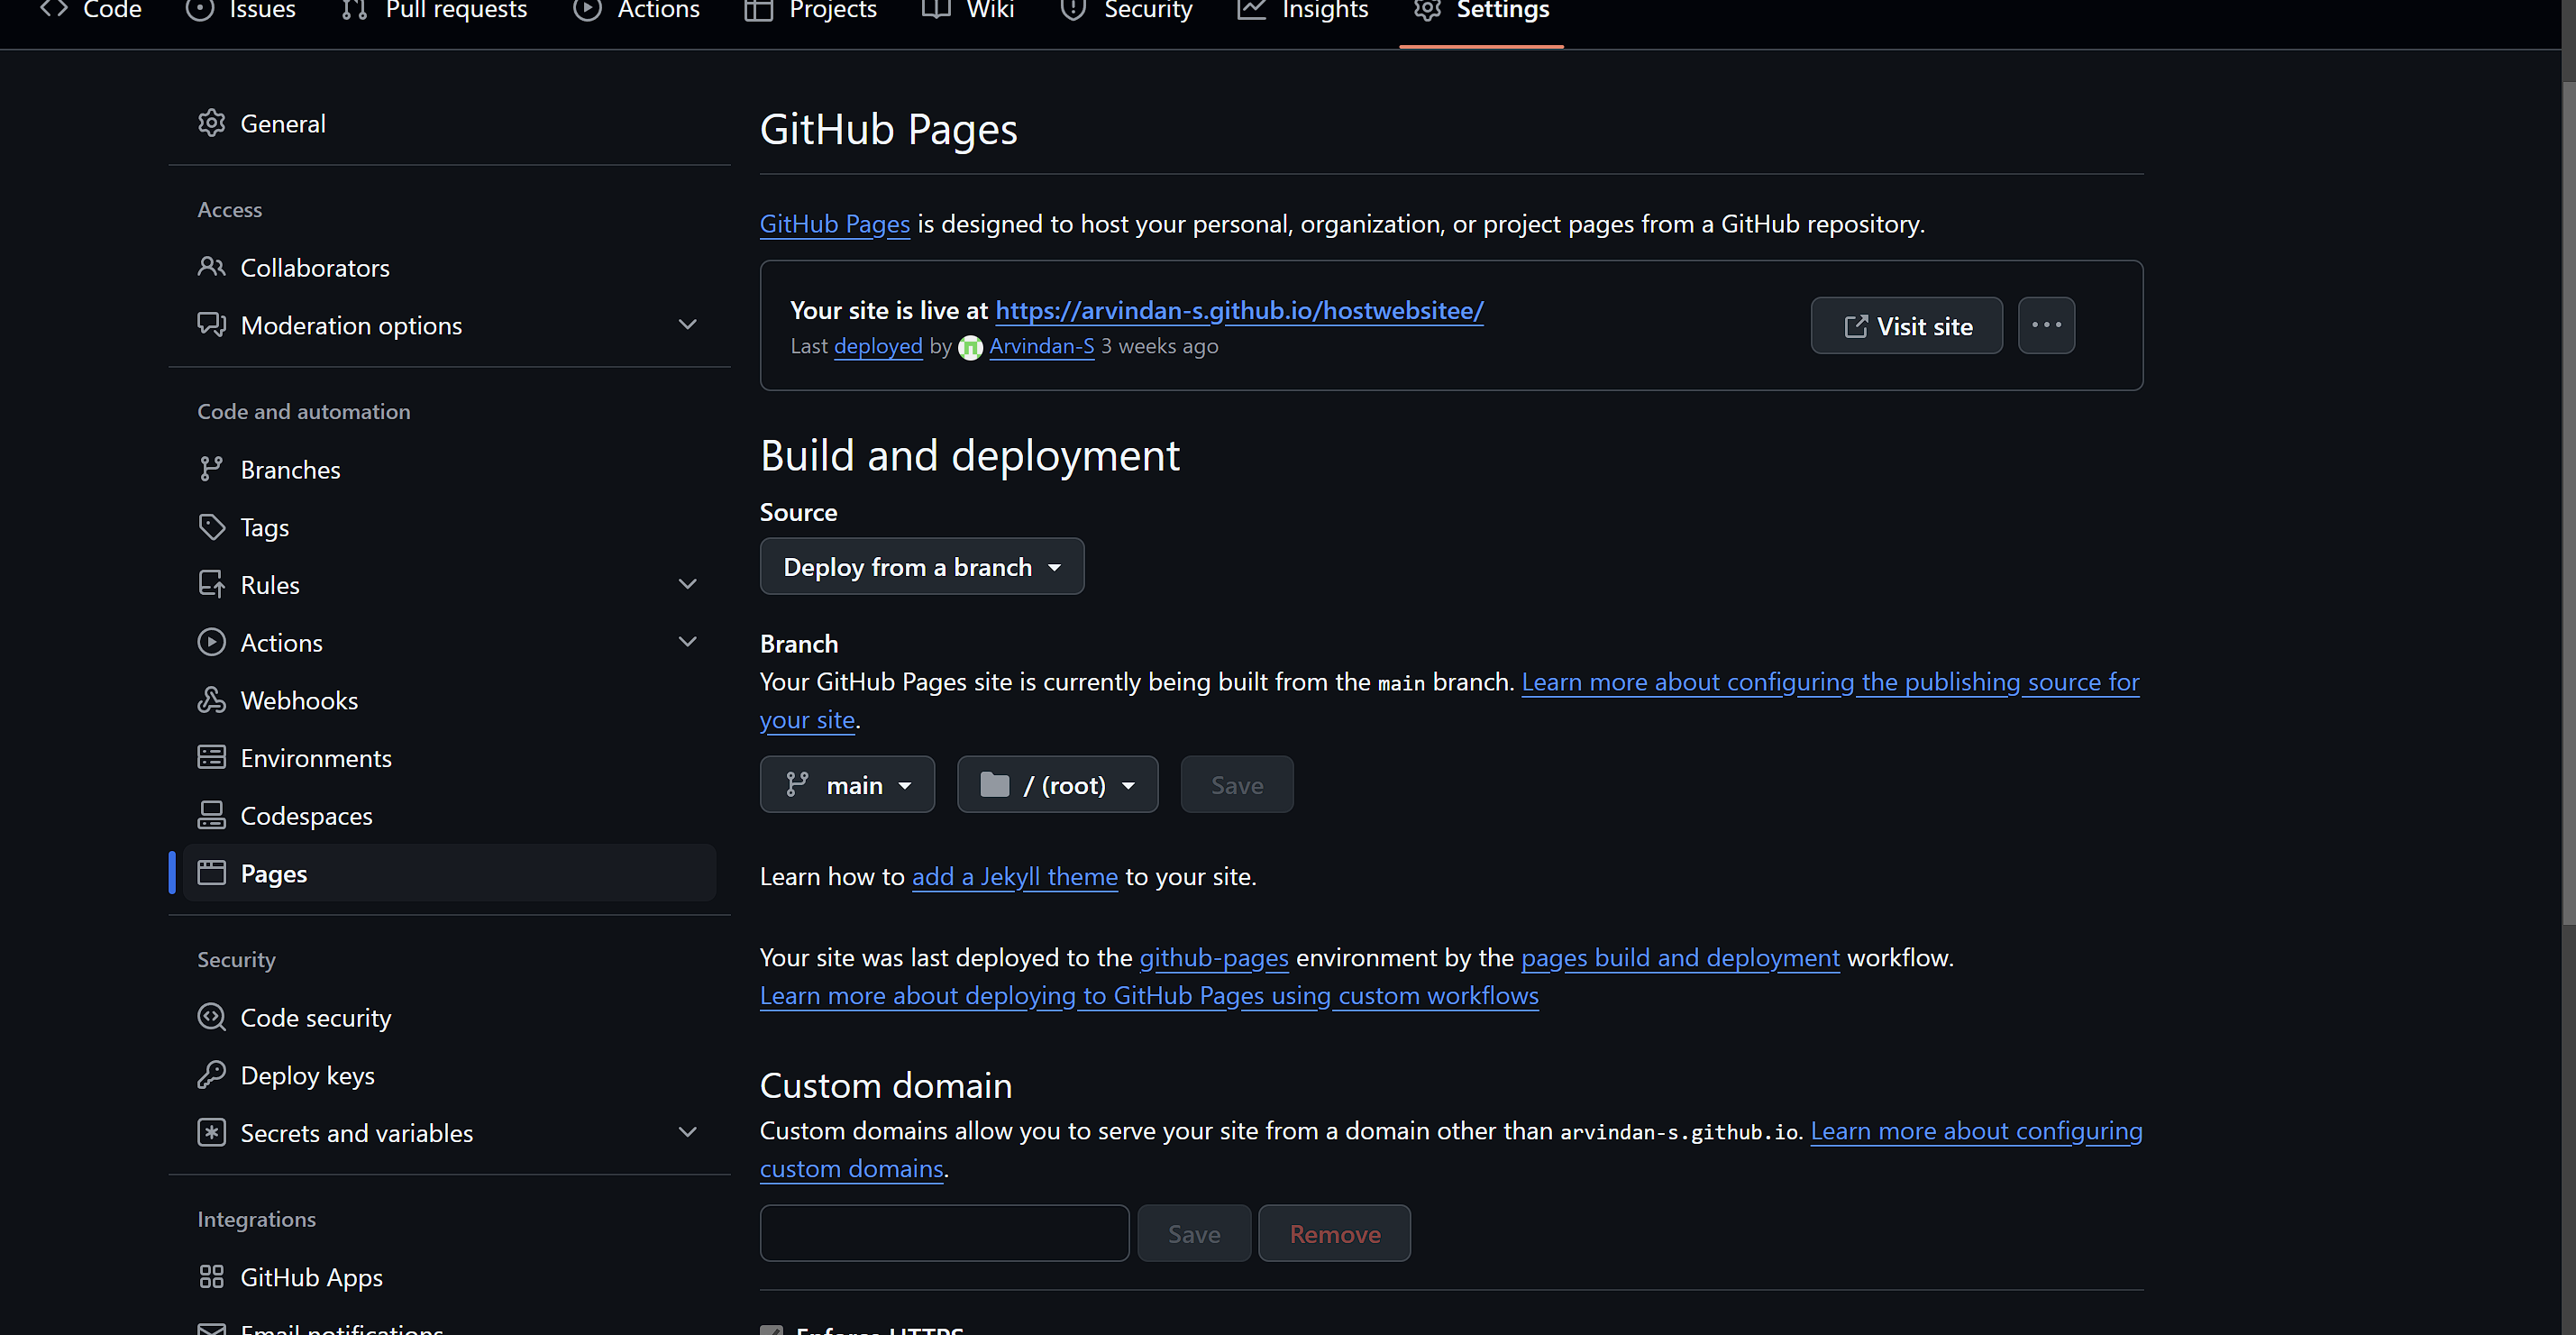 Code Issues Pull requests Actions Projects Wiki Security Insights Settings
General
Access
Collaborators
Moderation options
Code and automation
Branches
Tags
Rules
Actions
Webhooks
Environments
Codespaces
Pages
Security
Code security
Deploy keys
Secrets and variables
Integrations
GitHub Apps
Email notifications
GitHub Pages
GitHub Pages is designed to host your personal, organization, or project pages from a GitHub repository.
Your site is live at https://arvindan-s.github.io/hostwebsitee/
Last deployed by Arvindan-S 3 weeks ago
Visit site
Build and deployment
Source
Deploy from a branch
Branch
Your GitHub Pages site is currently being built from the main branch. Learn more about configuring the publishing source for
your site.
main / (root) Save
Learn how to add a Jekyll theme to your site.
Your site was last deployed to the github-pages environment by the pages build and deployment workflow.
Learn more about deploying to GitHub Pages using custom workflows
Custom domain
Custom domains allow you to serve your site from a domain other than arvindan-s.github.io. Learn more about configuring
custom domains.
Save Remove
Enforce HTTPS